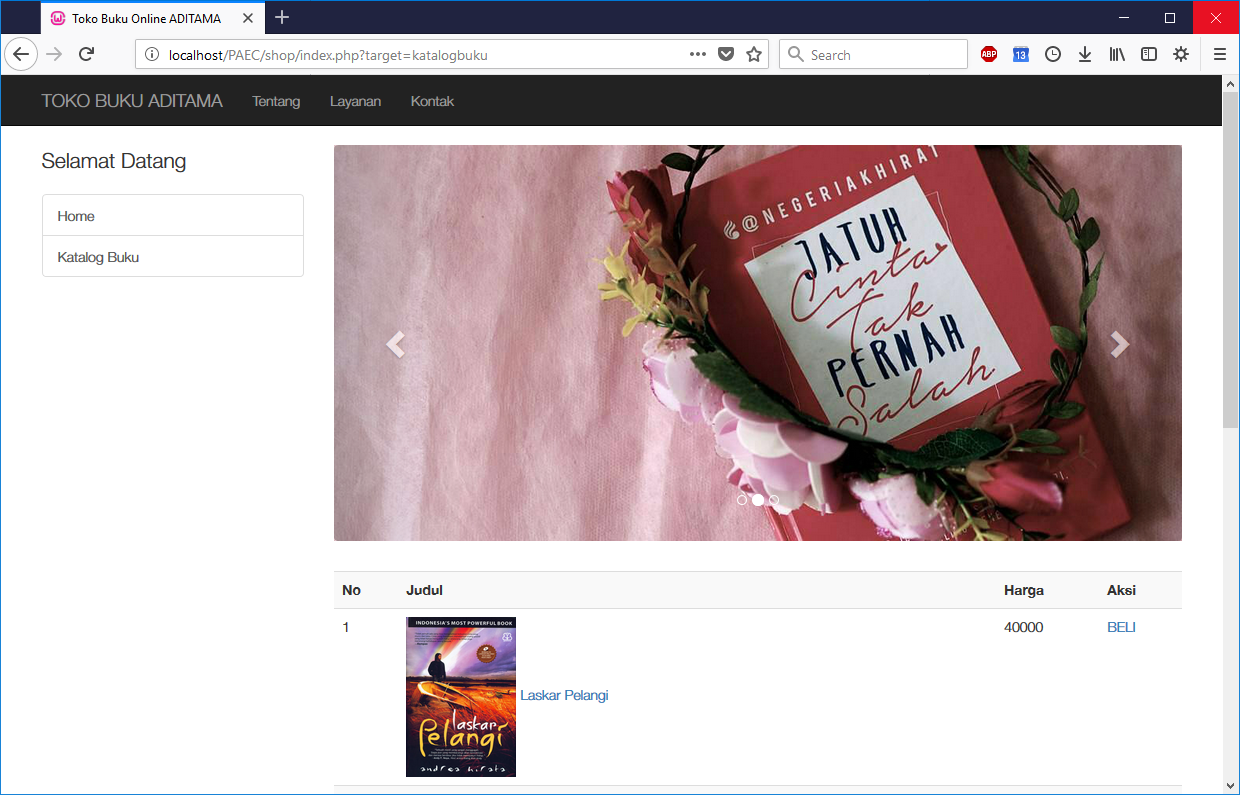 Toko Buku Online ADITAMA
localhost/PAEC/shop/index.php?target=katalogbuku
Search
ABP
13
TOKO BUKU ADITAMA
Tentang
Layanan
Kontak
Selamat Datang
Home
Katalog Buku
@NEGERIAKHIRAT
JATUH
Cinta
Tak
PERNAH
Salah
No Judul Harga Aksi
1
40000
BELI
INDONESIA'S MOST POWERFUL BOOK
laskar
Pelangi
andrea hirata
Laskar Pelangi